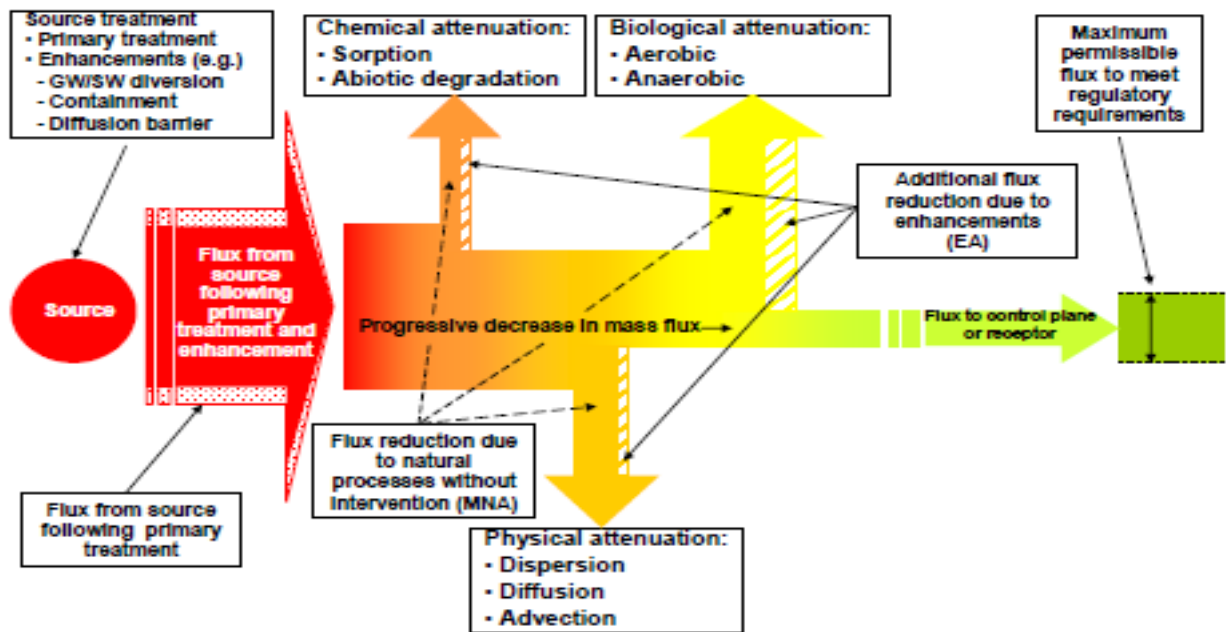 Source treatment
• Primary treatment
• Enhancements (e.g.)
- GW/SW diversion
- Containment
- Diffusion barrier
Chemical attenuation:
• Sorption
• Abiotic degradation
Biological attenuation:
• Aerobic
• Anaerobic
Maximum
permissible
flux to meet
regulatory
requirements
Additional flux
reduction due to
enhancements
(EA)
Source
Flux from
source
following
primary
treatment and
enhancement
Progressive decrease in mass flux
Flux to control plane
or receptor
Flux reduction due
to natural
processes without
intervention (MNA)
Flux from source
following primary
treatment
Physical attenuation:
• Dispersion
• Diffusion
• Advection